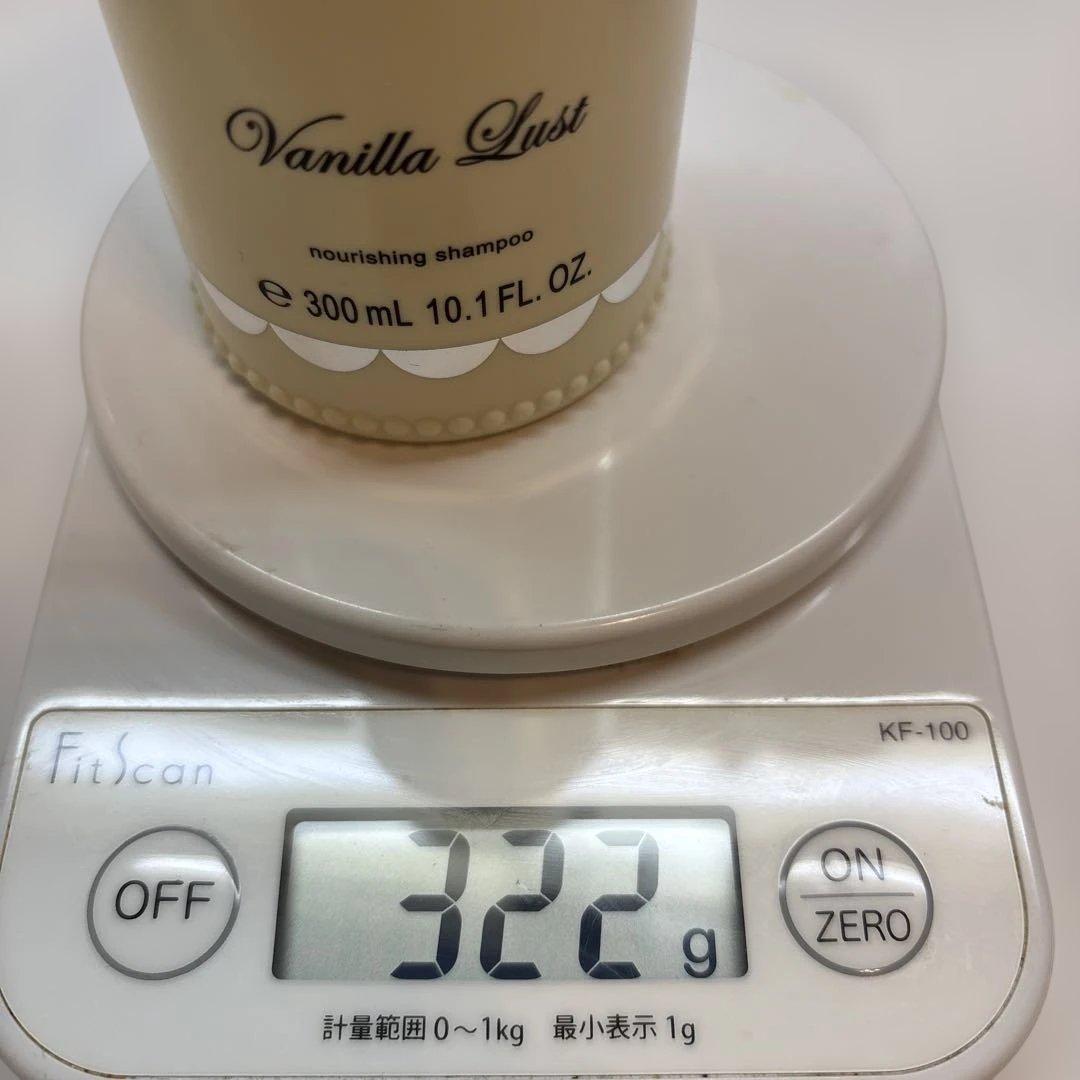 Vanilla Lust
nourishing shampoo
℮ 300 mL 10.1 FL. OZ.
FitScan
KF-100
OFF
322 g
ON
ZERO
計量範囲 0～1kg 最小表示 1g